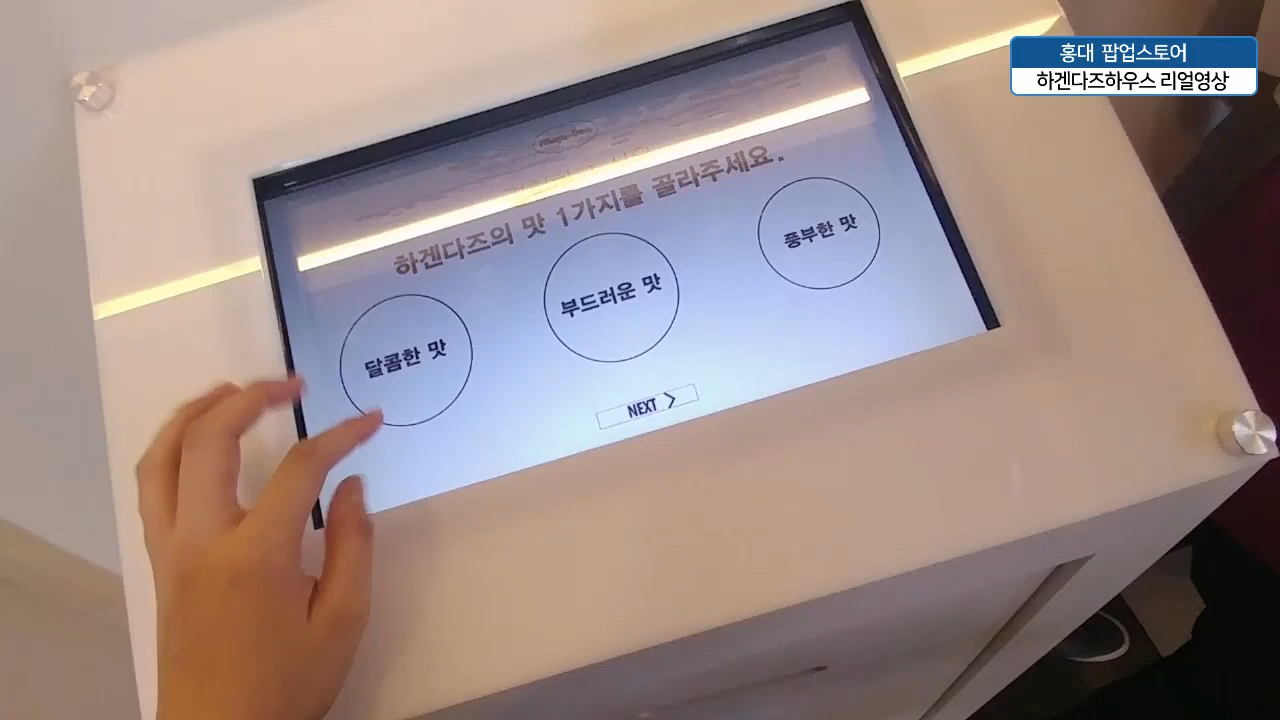 홍대 팝업스토어
하겐다즈하우스 리얼영상
하겐다즈의 맛 1가지를 골라주세요.
달콤한 맛
부드러운 맛
풍부한 맛
NEXT >